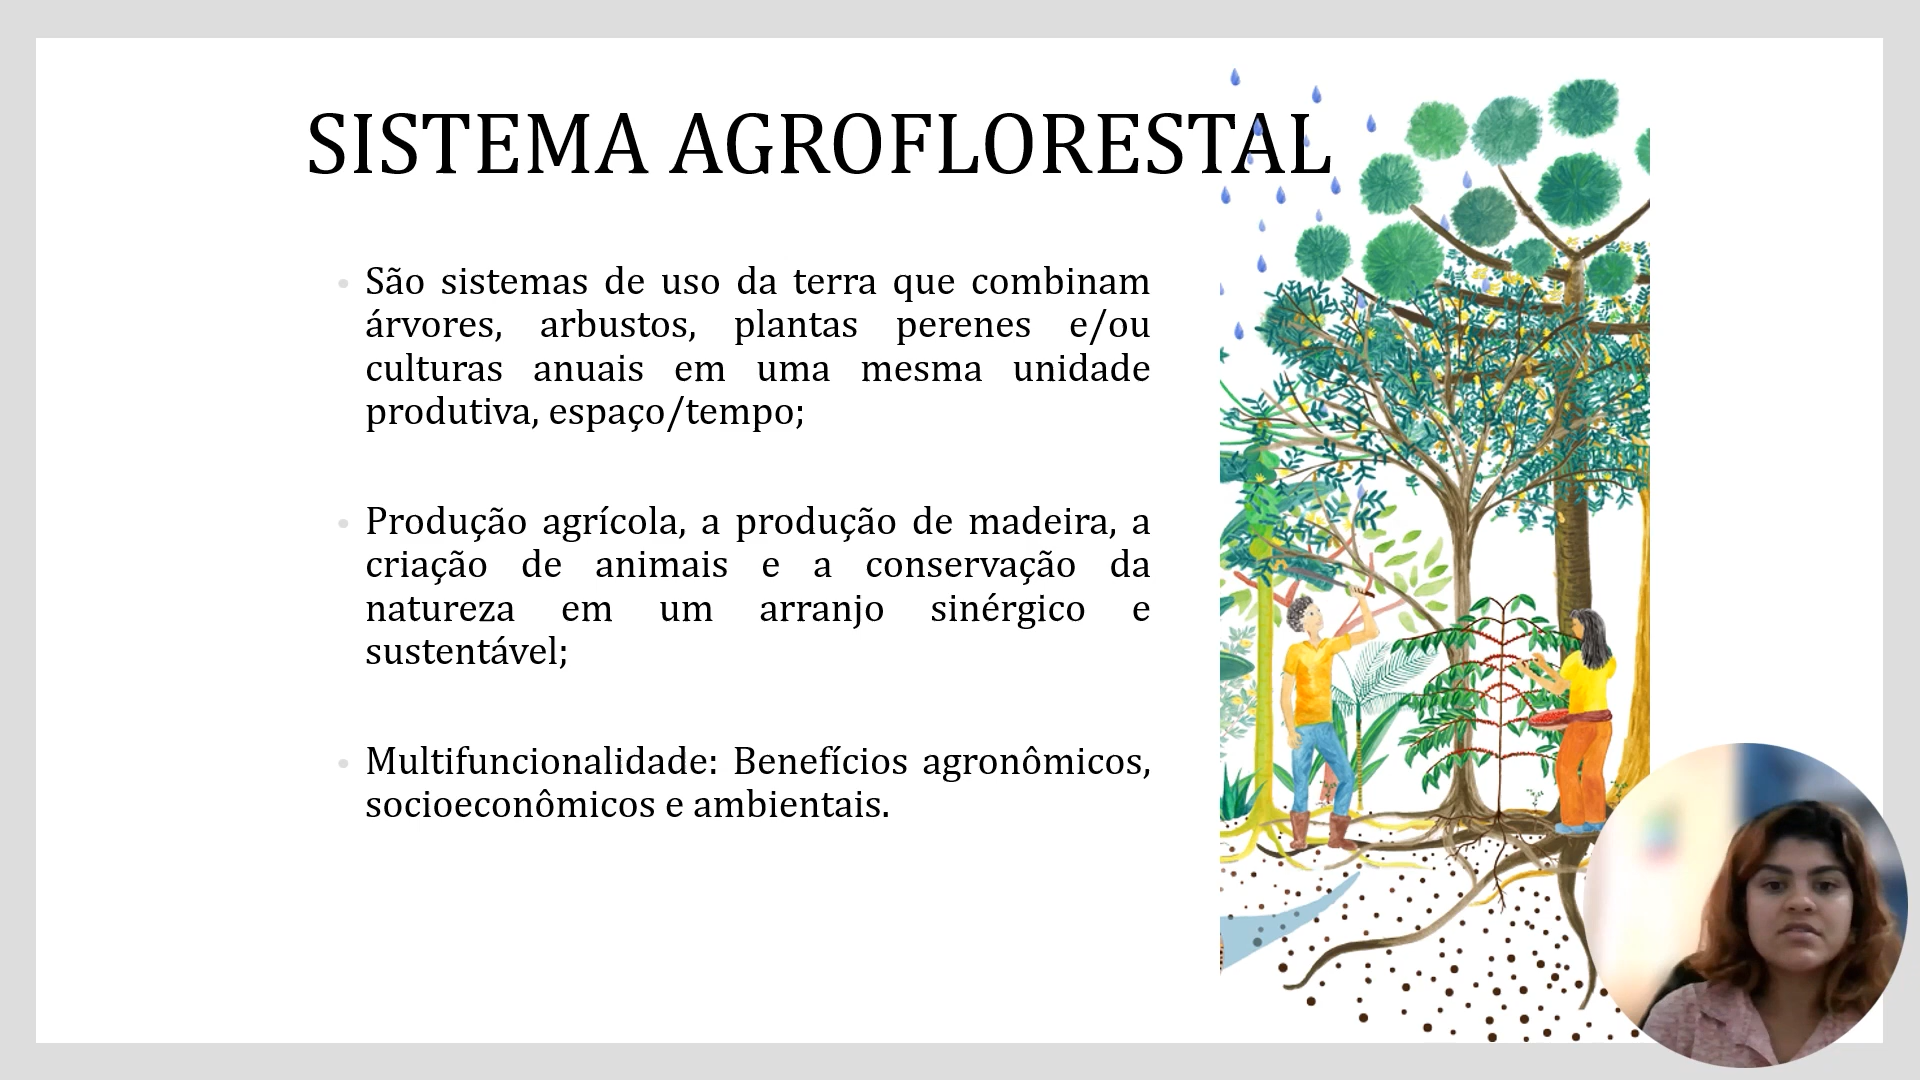 SISTEMA AGROFLORESTAL
• São sistemas de uso da terra que combinam
árvores, arbustos, plantas perenes e/ou
culturas anuais em uma mesma unidade
produtiva, espaço/tempo;
• Produção agrícola, a produção de madeira, a
criação de animais e a conservação da
natureza em um arranjo sinérgico e
sustentável;
• Multifuncionalidade: Benefícios agronômicos,
socioeconômicos e ambientais.